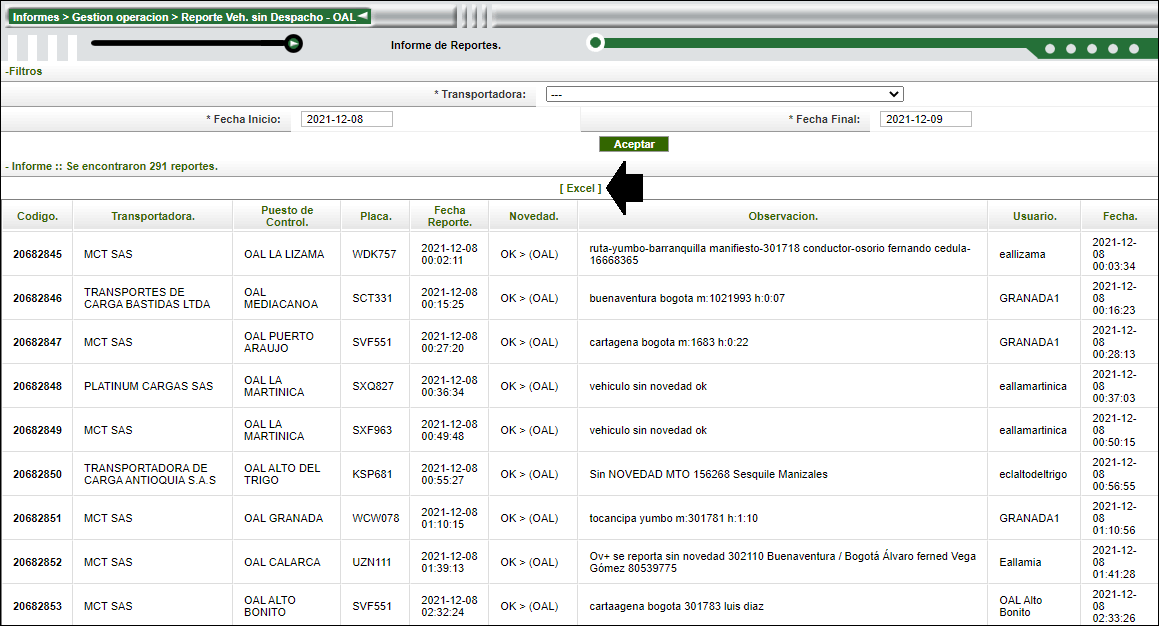 Informes > Gestion operacion > Reporte Veh. sin Despacho - OAL
Informe de Reportes.
-Filtros
* Transportadora: ---
* Fecha Inicio: 2021-12-08 * Fecha Final: 2021-12-09
Aceptar
- Informe :: Se encontraron 291 reportes.
[ Excel ]
Codigo. Transportadora. Puesto de Control. Placa. Fecha Reporte. Novedad. Observacion. Usuario. Fecha.
20682845 MCT SAS OAL LA LIZAMA WDK757 2021-12-08 00:02:11 OK > (OAL) ruta-yumbo-barranquilla manifiesto-301718 conductor-osorio fernando cedula-16668365 eallizama 2021-12-08 00:03:34
20682846 TRANSPORTES DE CARGA BASTIDAS LTDA OAL MEDIACANOA SCT331 2021-12-08 00:15:25 OK > (OAL) buenaventura bogota m:1021993 h:0:07 GRANADA1 2021-12-08 00:16:23
20682847 MCT SAS OAL PUERTO ARAUJO SVF551 2021-12-08 00:27:20 OK > (OAL) cartagena bogota m:1683 h:0:22 GRANADA1 2021-12-08 00:28:13
20682848 PLATINUM CARGAS SAS OAL LA MARTINICA SXQ827 2021-12-08 00:36:34 OK > (OAL) vehiculo sin novedad ok eallamartinica 2021-12-08 00:37:03
20682849 MCT SAS OAL LA MARTINICA SXF963 2021-12-08 00:49:48 OK > (OAL) vehiculo sin novedad ok eallamartinica 2021-12-08 00:50:15
20682850 TRANSPORTADORA DE CARGA ANTIOQUIA S.A.S OAL ALTO DEL TRIGO KSP681 2021-12-08 00:55:27 OK > (OAL) Sin NOVEDAD MTO 156268 Sesquile Manizales eclaltodeltrigo 2021-12-08 00:56:55
20682851 MCT SAS OAL GRANADA WCW078 2021-12-08 01:10:15 OK > (OAL) tocancipa yumbo m:301781 h:1:10 GRANADA1 2021-12-08 01:10:56
20682852 MCT SAS OAL CALARCA UZN111 2021-12-08 01:39:13 OK > (OAL) Ov+ se reporta sin novedad 302110 Buenaventura / Bogotá Álvaro ferned Vega Gómez 80539775 Eallamia 2021-12-08 01:41:28
20682853 MCT SAS OAL ALTO BONITO SVF551 2021-12-08 02:32:24 OK > (OAL) cartaagena bogota 301783 luis diaz OAL Alto Bonito 2021-12-08 02:33:26